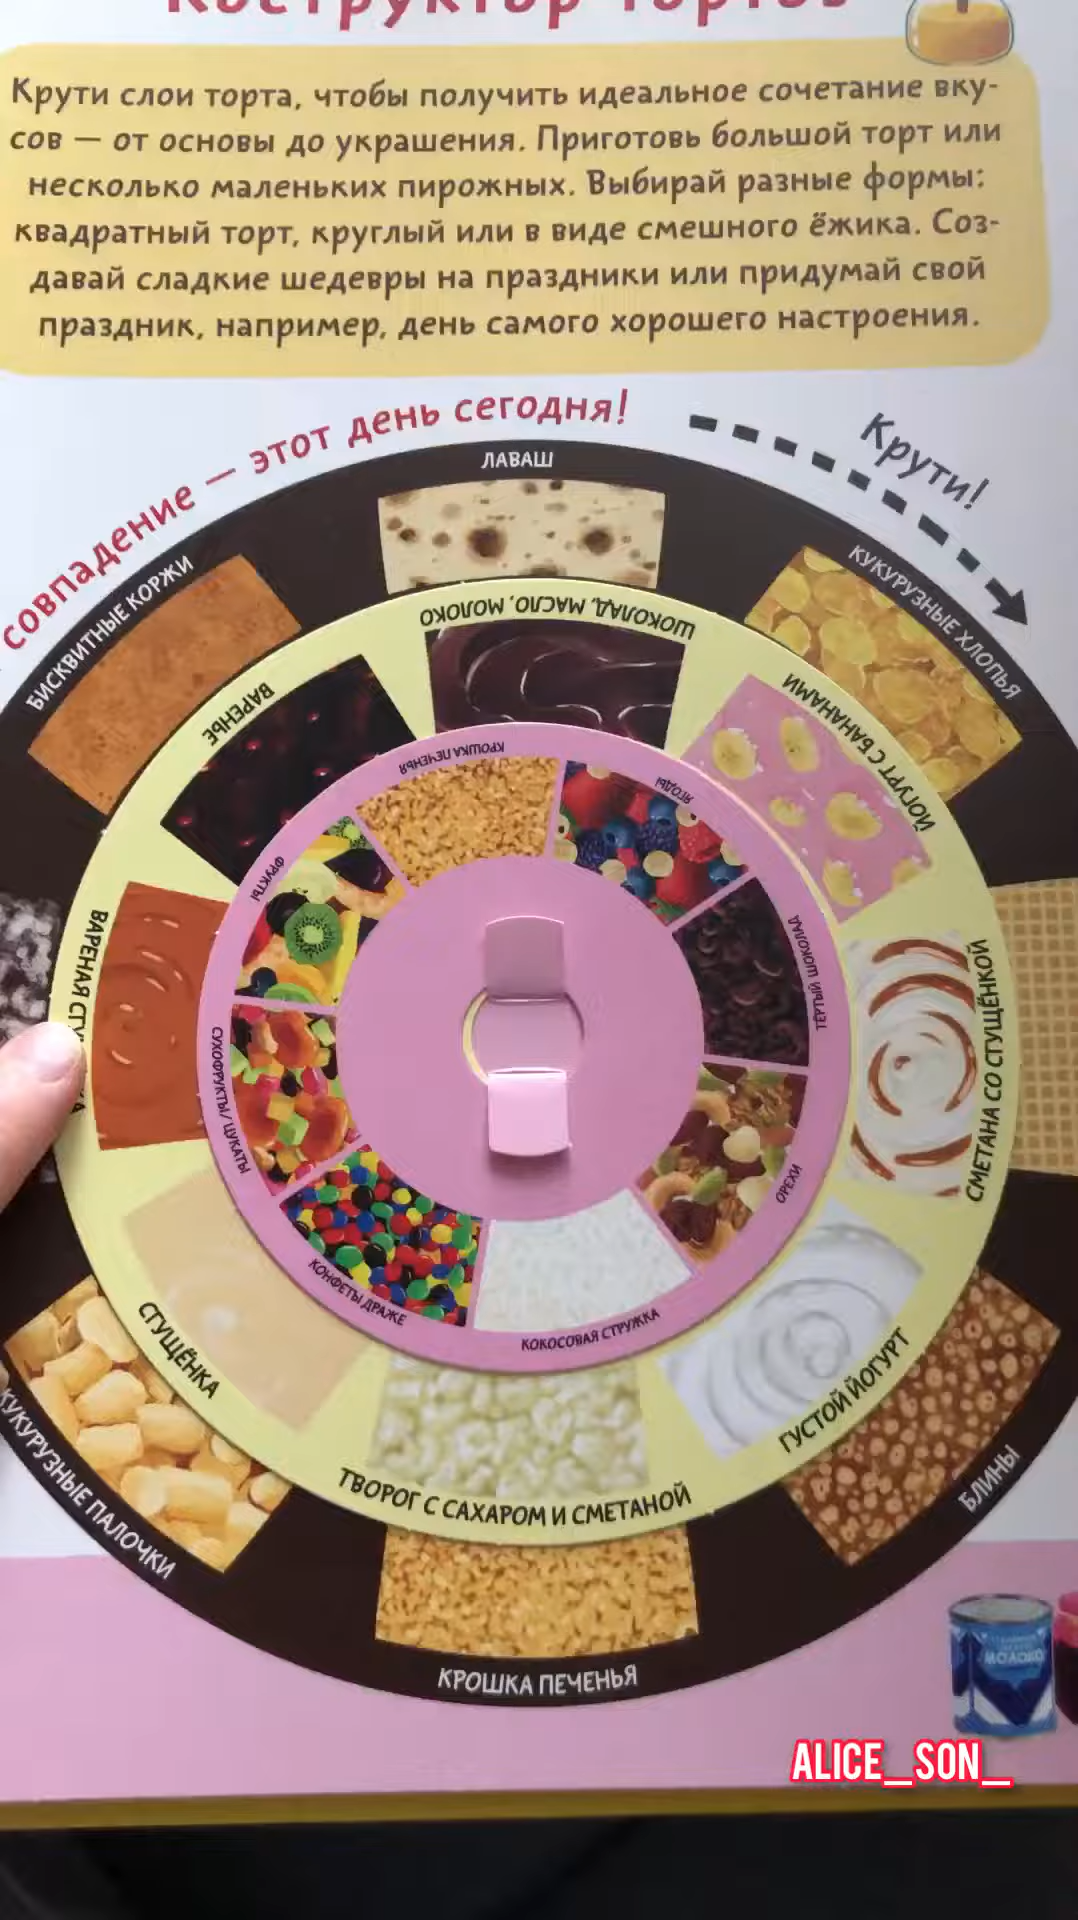 Коструктор тортов
Крути слои торта, чтобы получить идеальное сочетание вку-
сов — от основы до украшения. Приготовь большой торт или
несколько маленьких пирожных. Выбирай разные формы:
квадратный торт, круглый или в виде смешного ёжика. Соз-
давай сладкие шедевры на праздники или придумай свой
праздник, например, день самого хорошего настроения.
совпадение — этот день сегодня!
Крути!
ЛАВАШ
КУКУРУЗНЫЕ ХЛОПЬЯ
БЛИНЫ
КРОШКА ПЕЧЕНЬЯ
КУКУРУЗНЫЕ ПАЛОЧКИ
БИСКВИТНЫЕ КОРЖИ
ШОКОЛАД, МАСЛО, МОЛОКО
ЙОГУРТ С БАНАНАМИ
СМЕТАНА СО СГУЩЁНКОЙ
ГУСТОЙ ЙОГУРТ
ТВОРОГ С САХАРОМ И СМЕТАНОЙ
СГУЩЁНКА
ВАРЕНАЯ
ВАРЕНЬЕ
КРОШКА ПЕЧЕНЬЯ
ЯГОДЫ
ТЁРТЫЙ ШОКОЛАД
ОРЕХИ
КОКОСОВАЯ СТРУЖКА
КОНФЕТЫ ДРАЖЕ
СУХОФРУКТЫ/ ЦУКАТЫ
ФРУКТЫ
МОЛОКО
ALICE_SON_